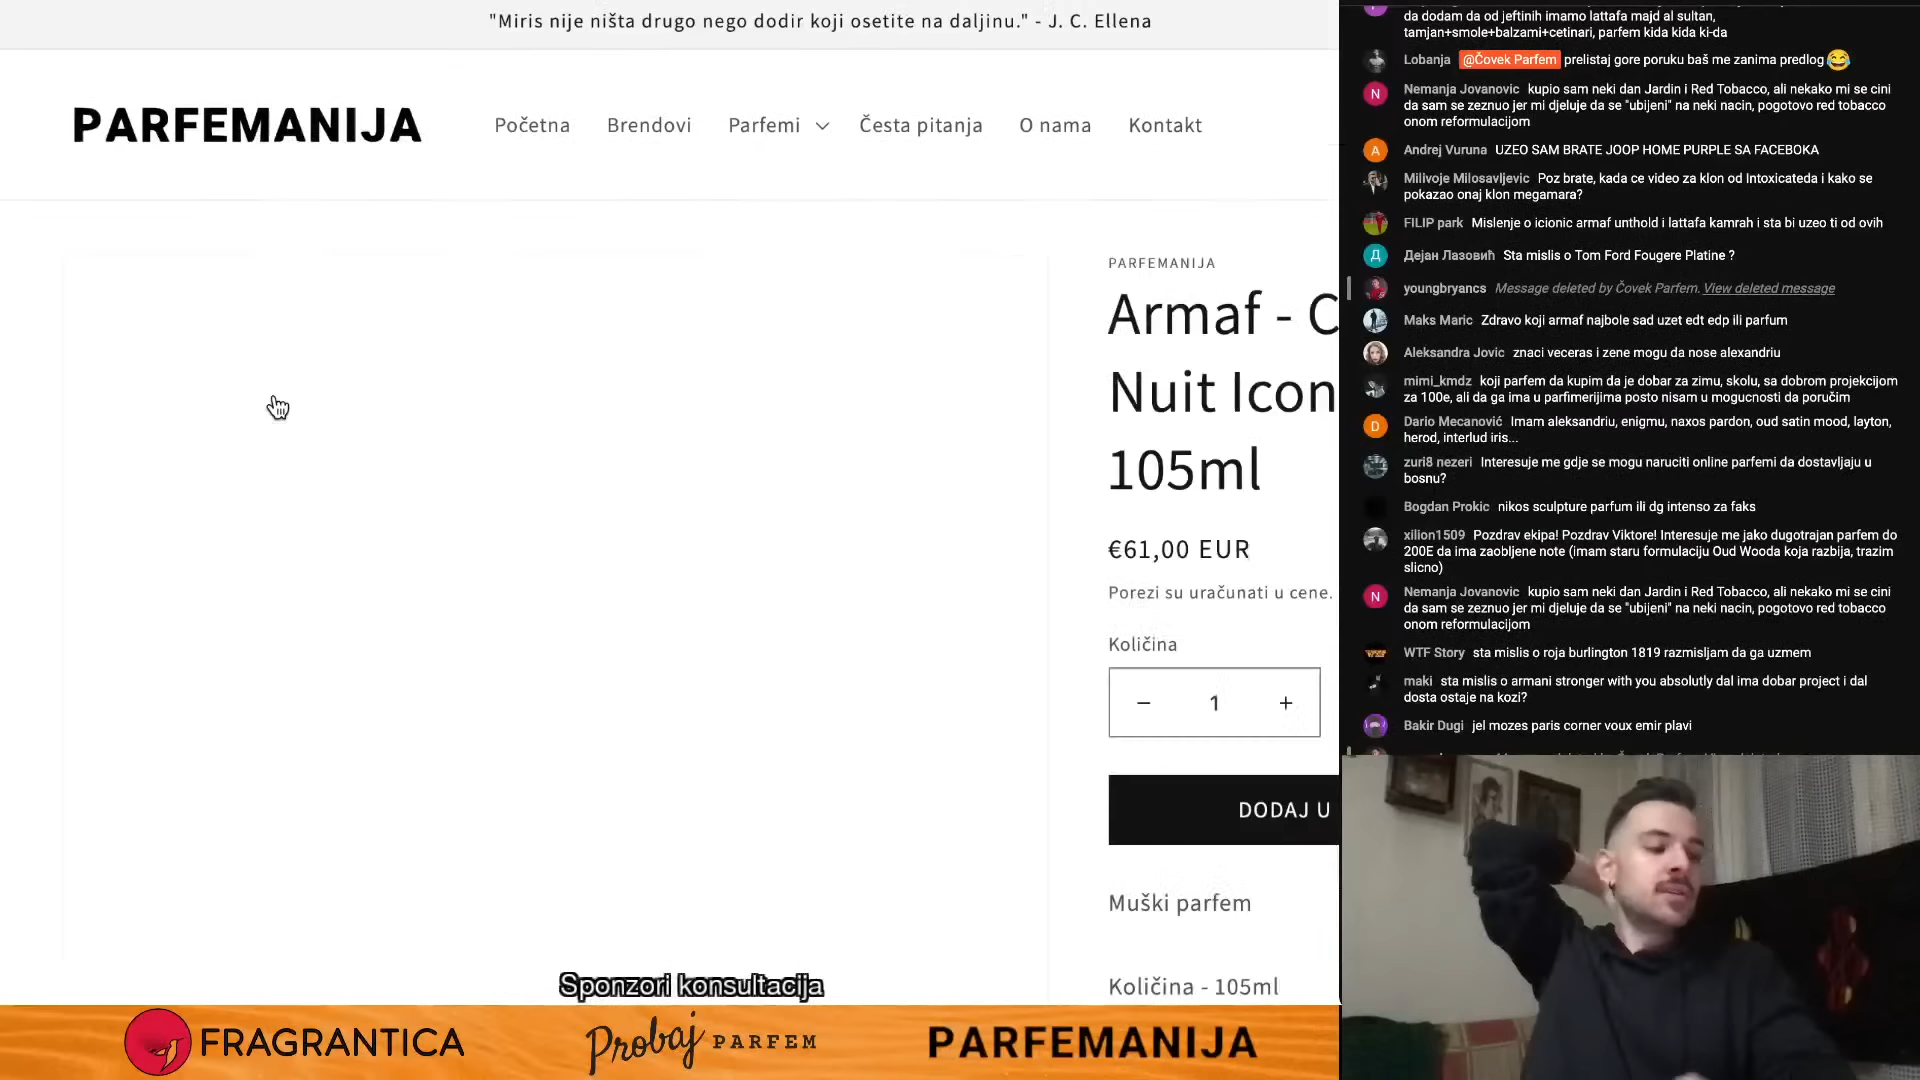 "Miris nije ništa drugo nego dodir koji osetite na daljinu." - J. C. Ellena
PARFEMANIJA
Početna
Brendovi
Parfemi
Česta pitanja
O nama
Kontakt
PARFEMANIJA
Armaf - C
Nuit Icon
105ml
€61,00 EUR
Porezi su uračunati u cene.
Količina
− 1 +
DODAJ U
Muški parfem
Količina - 105ml
Sponzori konsultacija
FRAGRANTICA
Probaj PARFEM
PARFEMANIJA
da dodam da od jeftinih imamo lattafa majd al sultan,
tamjan+smole+balzami+cetinari, parfem kida kida ki-da
Lobanja @Čovek Parfem prelistaj gore poruku baš me zanima predlog😂
Nemanja Jovanovic kupio sam neki dan Jardin i Red Tobacco, ali nekako mi se cini
da sam se zeznuo jer mi djeluje da se "ubijeni" na neki nacin, pogotovo red tobacco
onom reformulacijom
Andrej Vuruna UZEO SAM BRATE JOOP HOME PURPLE SA FACEBOKA
Milivoje Milosavljevic Poz brate, kada ce video za klon od Intoxicateda i kako se
pokazao onaj klon megamara?
FILIP park Mislenje o icionic armaf unthold i lattafa kamrah i sta bi uzeo ti od ovih
Дејан Лазовић Sta mislis o Tom Ford Fougere Platine ?
youngbryancs Message deleted by Čovek Parfem. View deleted message
Maks Maric Zdravo koji armaf najbole sad uzet edt edp ili parfum
Aleksandra Jovic znaci veceras i zene mogu da nose alexandriu
mimi_kmdz koji parfem da kupim da je dobar za zimu, skolu, sa dobrom projekcijom
za 100e, ali da ga ima u parfimerijima posto nisam u mogucnosti da poručim
Dario Mecanović Imam aleksandriu, enigmu, naxos pardon, oud satin mood, layton,
herod, interlud iris...
zuri8 nezeri Interesuje me gdje se mogu naruciti online parfemi da dostavljaju u
bosnu?
Bogdan Prokic nikos sculpture parfum ili dg intenso za faks
xilion1509 Pozdrav ekipa! Pozdrav Viktore! Interesuje me jako dugotrajan parfem do
200E da ima zaobljene note (imam staru formulaciju Oud Wooda koja razbija, trazim
slicno)
Nemanja Jovanovic kupio sam neki dan Jardin i Red Tobacco, ali nekako mi se cini
da sam se zeznuo jer mi djeluje da se "ubijeni" na neki nacin, pogotovo red tobacco
onom reformulacijom
WTF Story sta mislis o roja burlington 1819 razmisljam da ga uzmem
maki sta mislis o armani stronger with you absolutly dal ima dobar project i dal
dosta ostaje na kozi?
Bakir Dugi jel mozes paris corner voux emir plavi